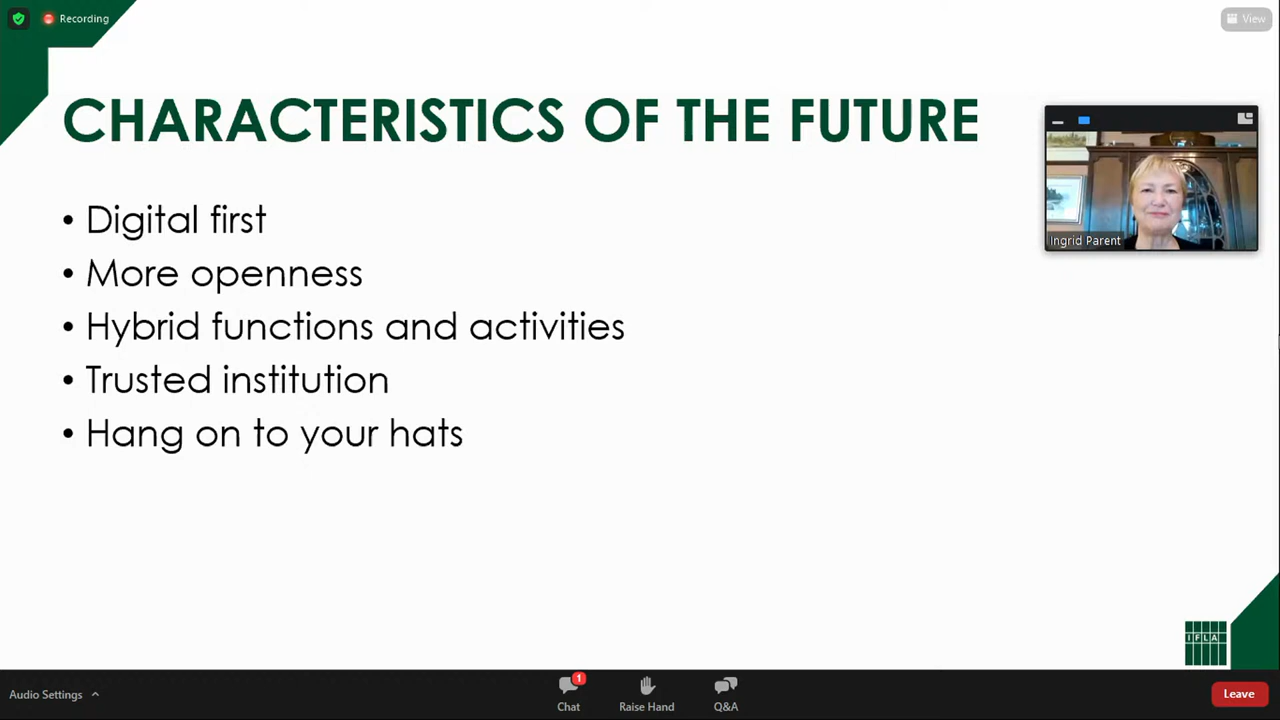 Recording
View
CHARACTERISTICS OF THE FUTURE
• Digital first
• More openness
• Hybrid functions and activities
• Trusted institution
• Hang on to your hats
Ingrid Parent
IFLA
Audio Settings
1
Chat
Raise Hand
Q&A
Leave